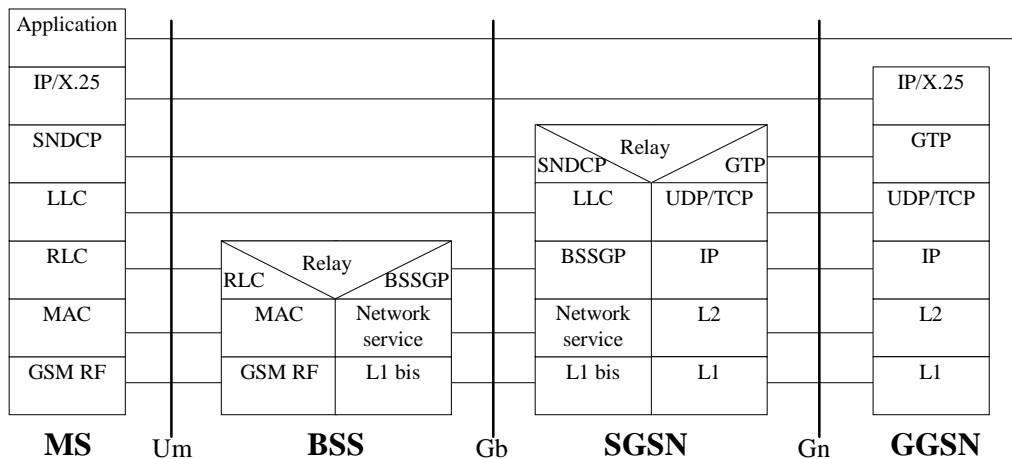 Application
IP/X.25
IP/X.25
SNDCP
Relay
SNDCP
GTP
GTP
LLC
LLC
UDP/TCP
UDP/TCP
RLC
Relay
RLC
BSSGP
BSSGP
IP
IP
MAC
MAC
Network
service
Network
service
L2
L2
GSM RF
GSM RF
L1 bis
L1 bis
L1
L1
MS
Um
BSS
Gb
SGSN
Gn
GGSN